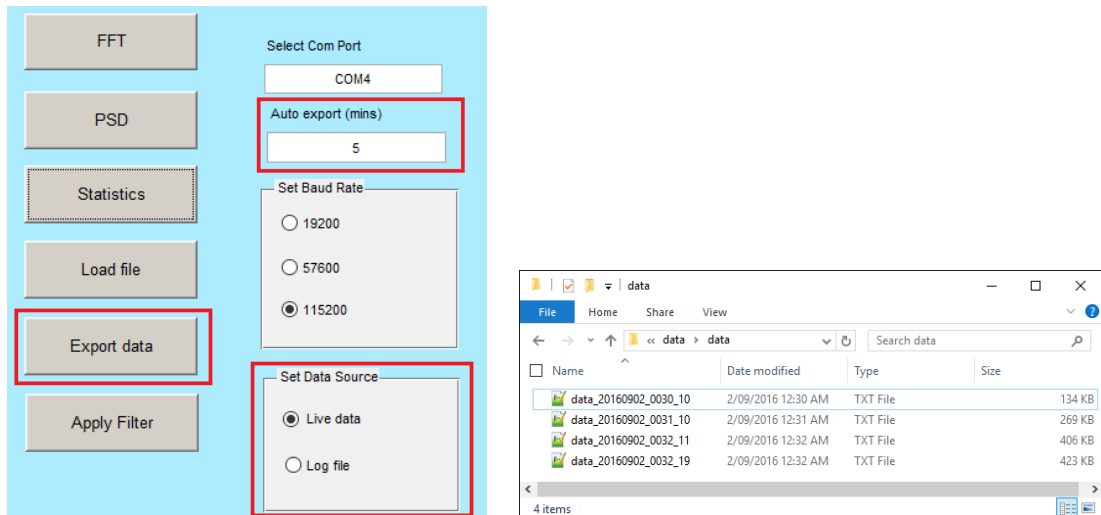 FFT
PSD
Statistics
Load file
Export data
Apply Filter
Select Com Port
COM4
Auto export (mins)
5
Set Baud Rate
19200
57600
115200
Set Data Source
Live data
Log file
data
File Home Share View
« data › data Search data
Name Date modified Type Size
data_20160902_0030_10 2/09/2016 12:30 AM TXT File 134 KB
data_20160902_0031_10 2/09/2016 12:31 AM TXT File 269 KB
data_20160902_0032_11 2/09/2016 12:32 AM TXT File 406 KB
data_20160902_0032_19 2/09/2016 12:32 AM TXT File 423 KB
4 items